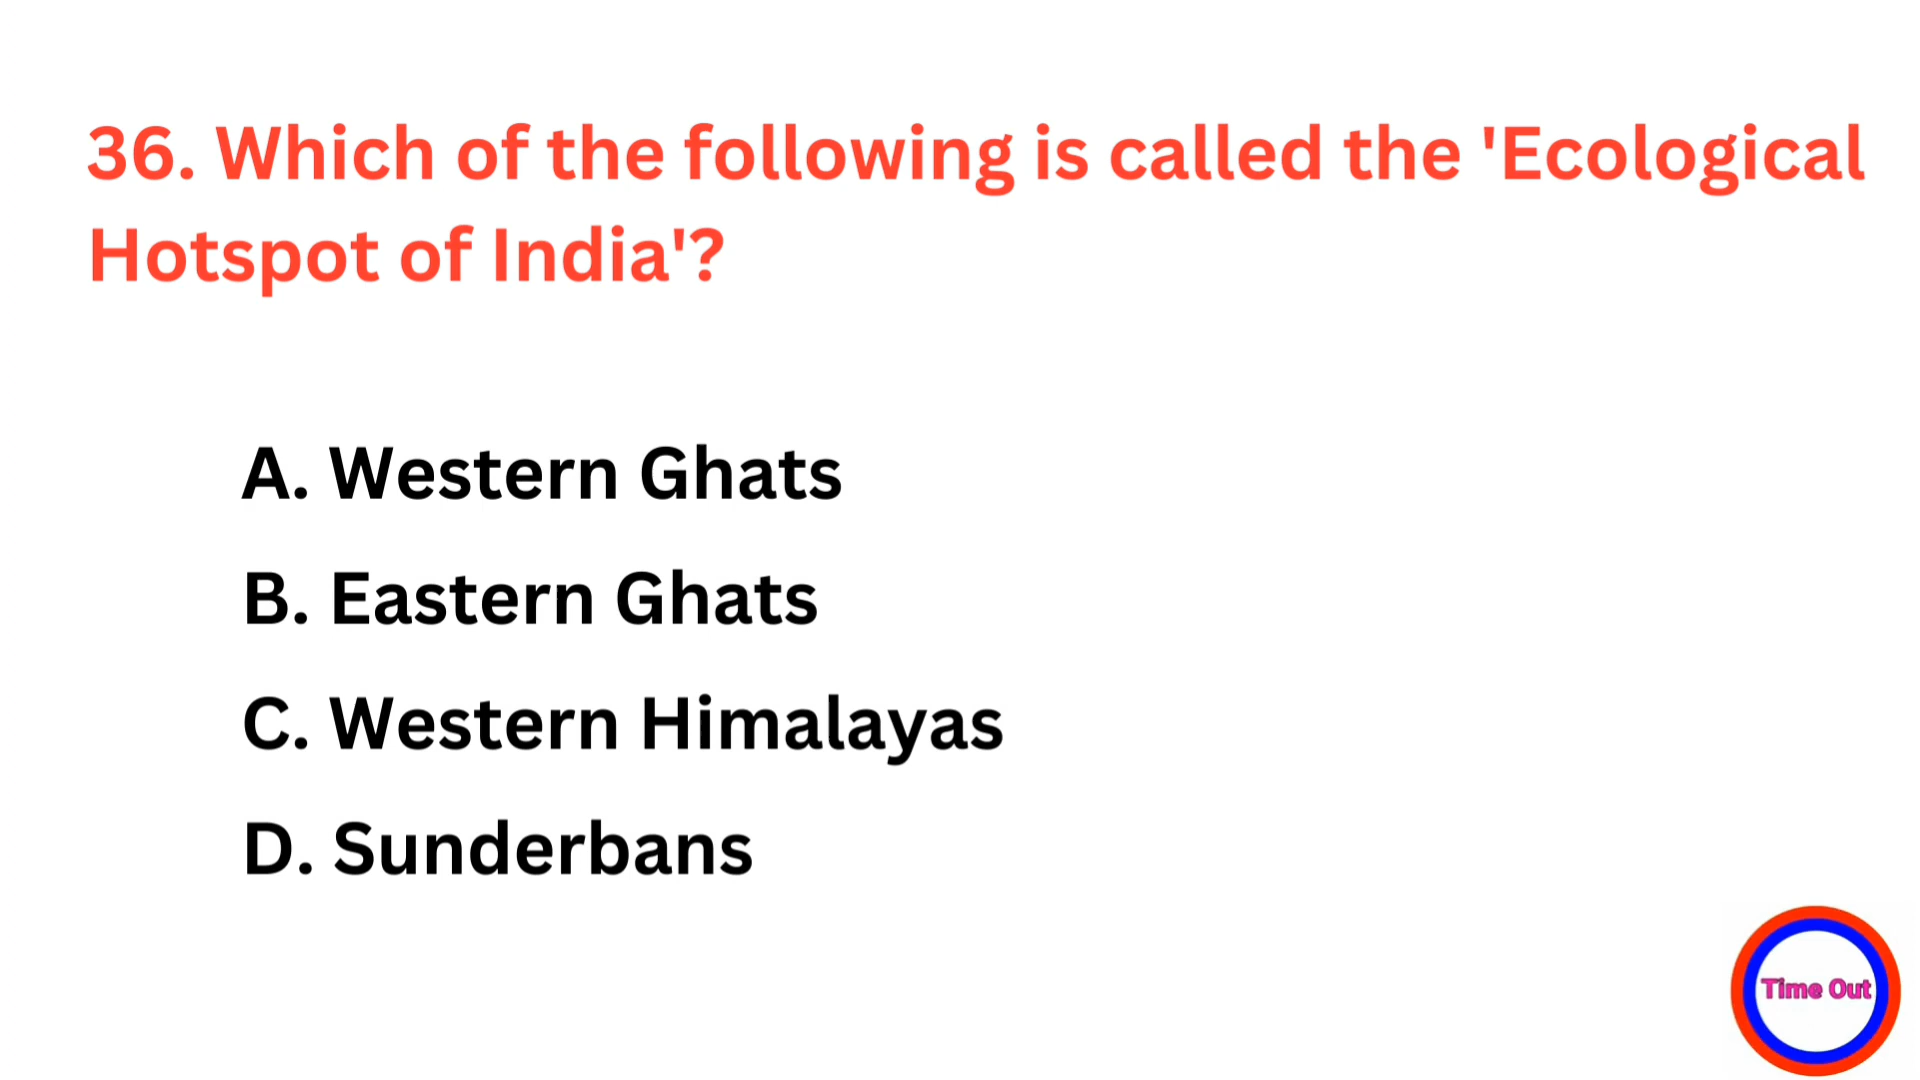 36. Which of the following is called the 'Ecological
Hotspot of India'?
A. Western Ghats
B. Eastern Ghats
C. Western Himalayas
D. Sunderbans
Time Out